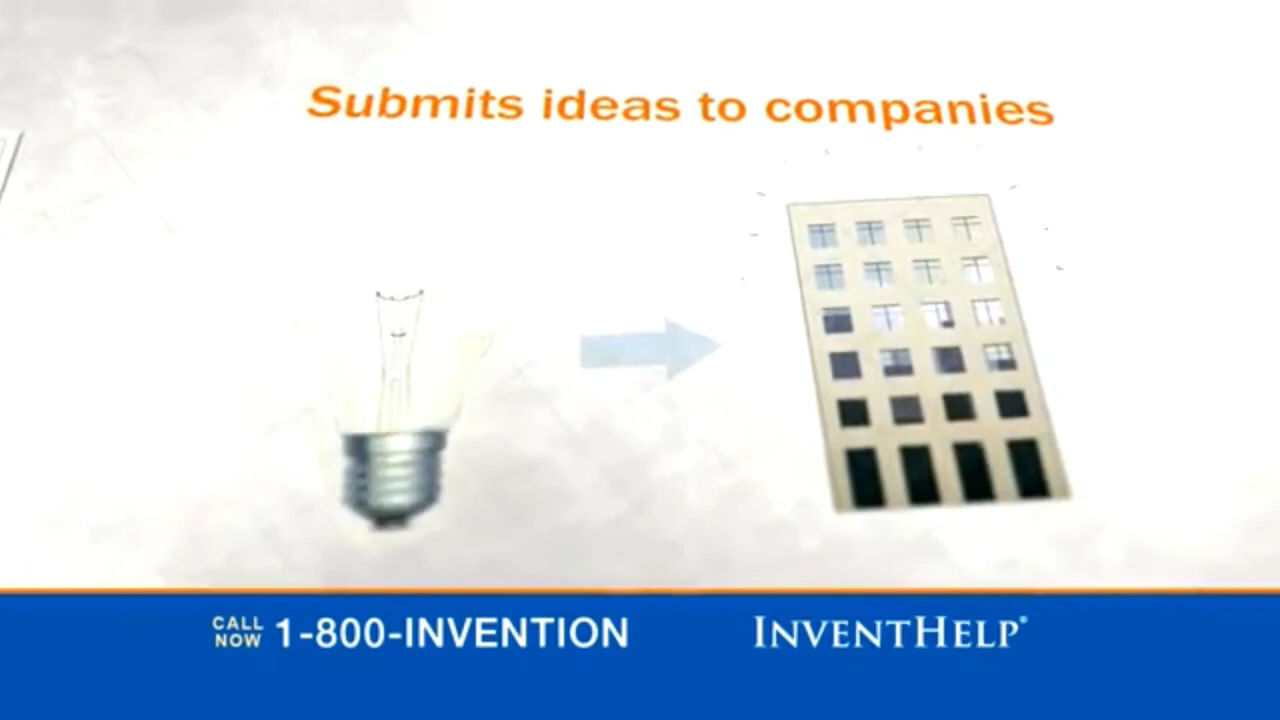 Submits ideas to companies
CALL NOW 1-800-INVENTION
INVENTHELP®